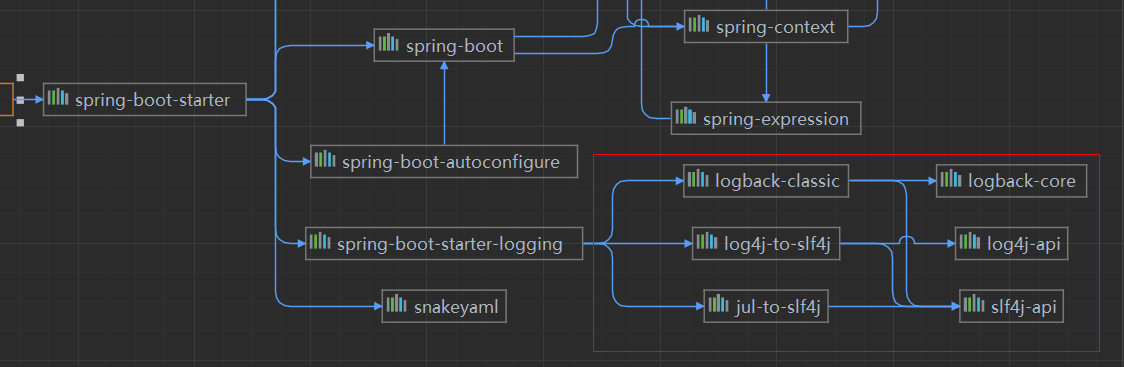 spring-context
spring-boot
spring-boot-starter
spring-expression
spring-boot-autoconfigure
logback-classic
logback-core
spring-boot-starter-logging
log4j-to-slf4j
log4j-api
snakeyaml
jul-to-slf4j
slf4j-api